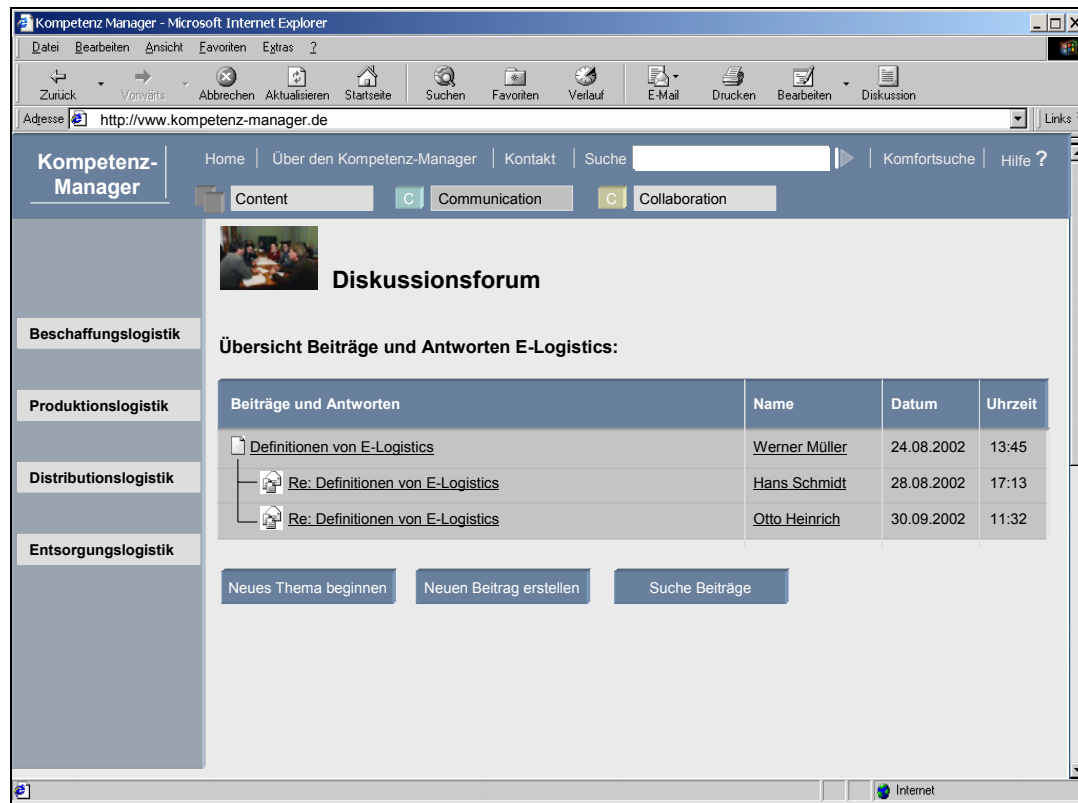 Kompetenz Manager - Microsoft Internet Explorer
Datei Bearbeiten Ansicht Favoriten Extras ?
Zurück Vorwärts Abbrechen Aktualisieren Startseite Suchen Favoriten Verlauf E-Mail Drucken Bearbeiten Diskussion
Adresse http://vww.kompetenz-manager.de Links
Kompetenz-
Manager
Home Über den Kompetenz-Manager Kontakt Suche Komfortsuche Hilfe ?
Content C Communication C Collaboration
Diskussionsforum
Beschaffungslogistik
Produktionslogistik
Distributionslogistik
Entsorgungslogistik
Übersicht Beiträge und Antworten E-Logistics:
Beiträge und Antworten Name Datum Uhrzeit
Definitionen von E-Logistics Werner Müller 24.08.2002 13:45
Re: Definitionen von E-Logistics Hans Schmidt 28.08.2002 17:13
Re: Definitionen von E-Logistics Otto Heinrich 30.09.2002 11:32
Neues Thema beginnen Neuen Beitrag erstellen Suche Beiträge
Internet